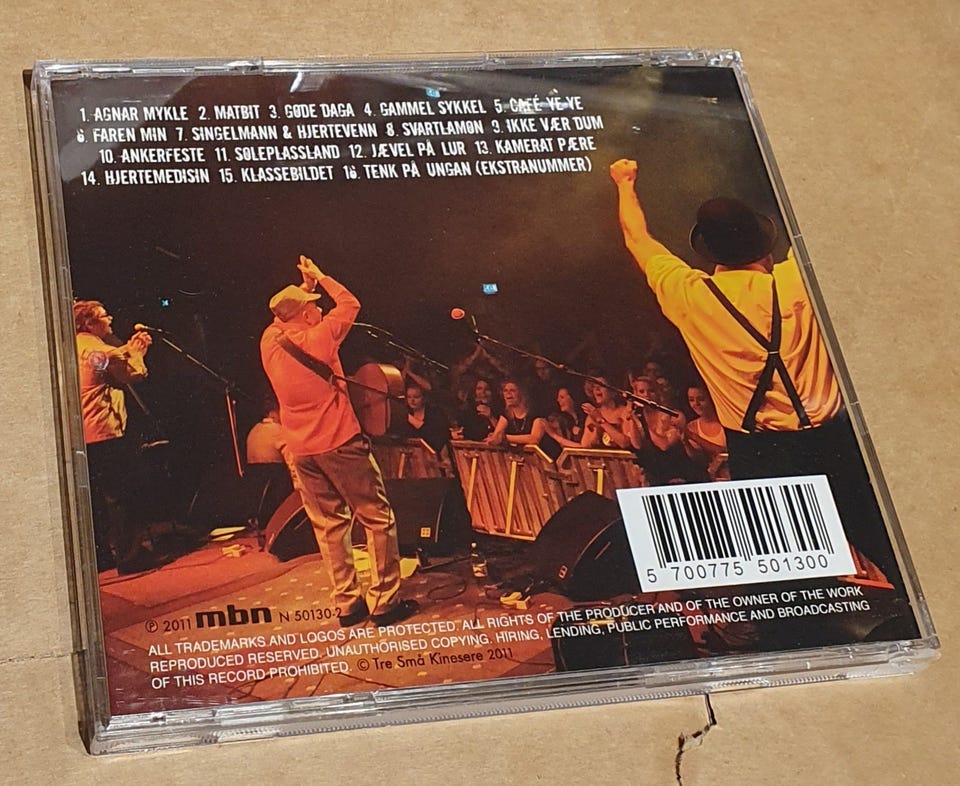 1. AGNAR MYKLE 2. MATBIT 3. GØDE DAGA 4. GAMMEL SYKKEL 5. CAFÉ YE-YE
6. FAREN MIN 7. SINGELMANN & HJERTEVENN 8. SVARTLAMON 9. IKKE VÆR DUM
10. ANKERFESTE 11. SØLEPLASSLAND 12. JÆVEL PÅ LUR 13. KAMERAT PÆRE
14. HJERTEMEDISIN 15. KLASSEBILDET 16. TENK PÅ UNGAN (EKSTRANUMMER)
5 700775 501300
℗ 2011 mbn N 50130-2
ALL TRADEMARKS AND LOGOS ARE PROTECTED. ALL RIGHTS OF THE PRODUCER AND OF THE OWNER OF THE WORK
REPRODUCED RESERVED. UNAUTHORISED COPYING, HIRING, LENDING, PUBLIC PERFORMANCE AND BROADCASTING
OF THIS RECORD PROHIBITED. © Tre Små Kinesere 2011